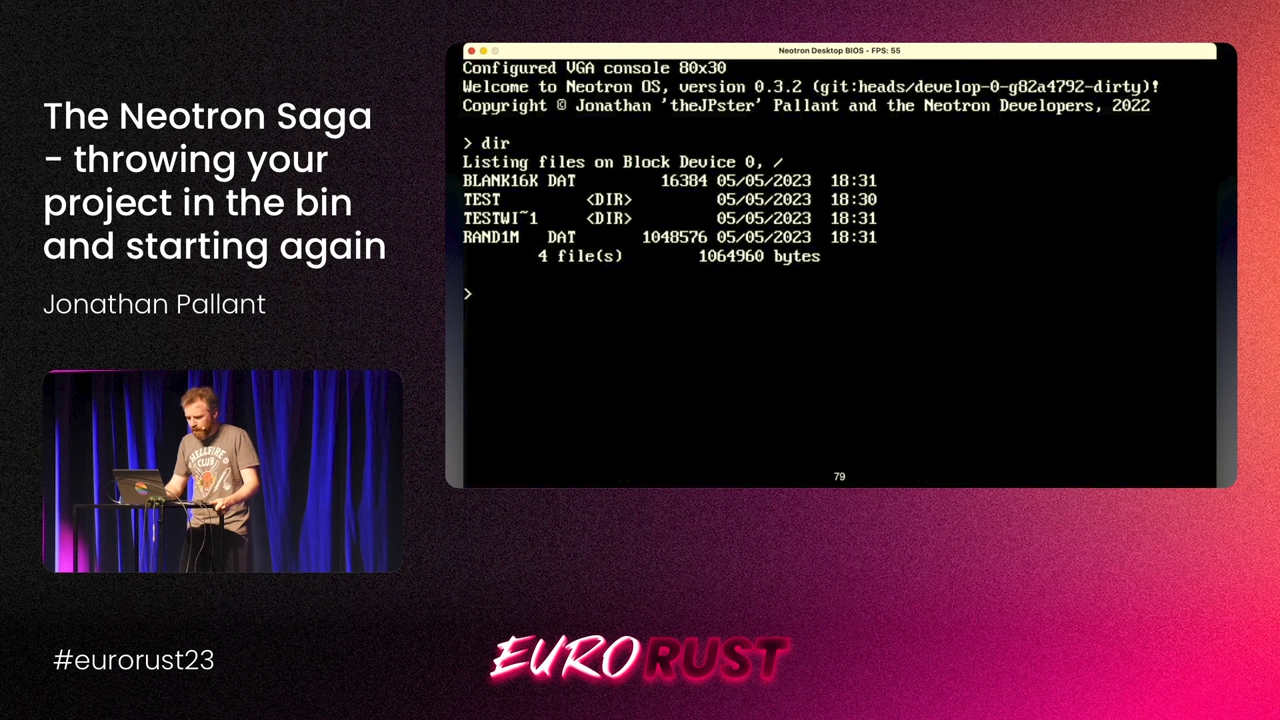 The Neotron Saga
- throwing your
project in the bin
and starting again
Jonathan Pallant
Neotron Desktop BIOS - FPS: 55
Configured VGA console 80x30
Welcome to Neotron OS, version 0.3.2 (git:heads/develop-0-g82a4792-dirty)!
Copyright © Jonathan 'theJPster' Pallant and the Neotron Developers, 2022
> dir
Listing files on Block Device 0, /
BLANK16K DAT 16384 05/05/2023 18:31
TEST <DIR> 05/05/2023 18:30
TESTWI~1 <DIR> 05/05/2023 18:31
RAND1M DAT 1048576 05/05/2023 18:31
4 file(s) 1064960 bytes
>
79
HELLFIRE
CLUB
#eurorust23
EURORUST